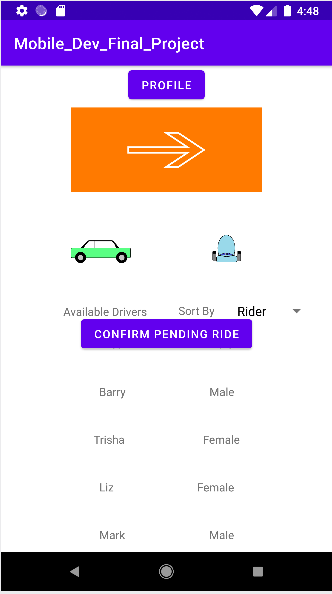 4:48
Mobile_Dev_Final_Project
PROFILE
Available Drivers Sort By Rider
CONFIRM PENDING RIDE
Barry Male
Trisha Female
Liz Female
Mark Male